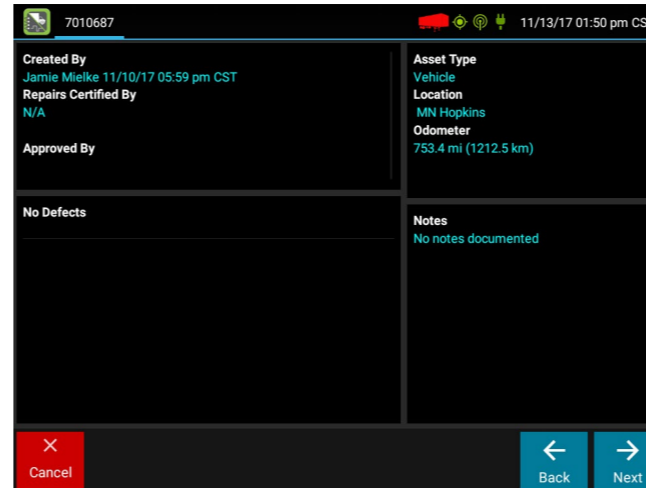 7010687
11/13/17 01:50 pm CS
Created By
Jamie Mielke 11/10/17 05:59 pm CST
Repairs Certified By
N/A
Approved By
Asset Type
Vehicle
Location
MN Hopkins
Odometer
753.4 mi (1212.5 km)
No Defects
Notes
No notes documented
Cancel
Back
Next